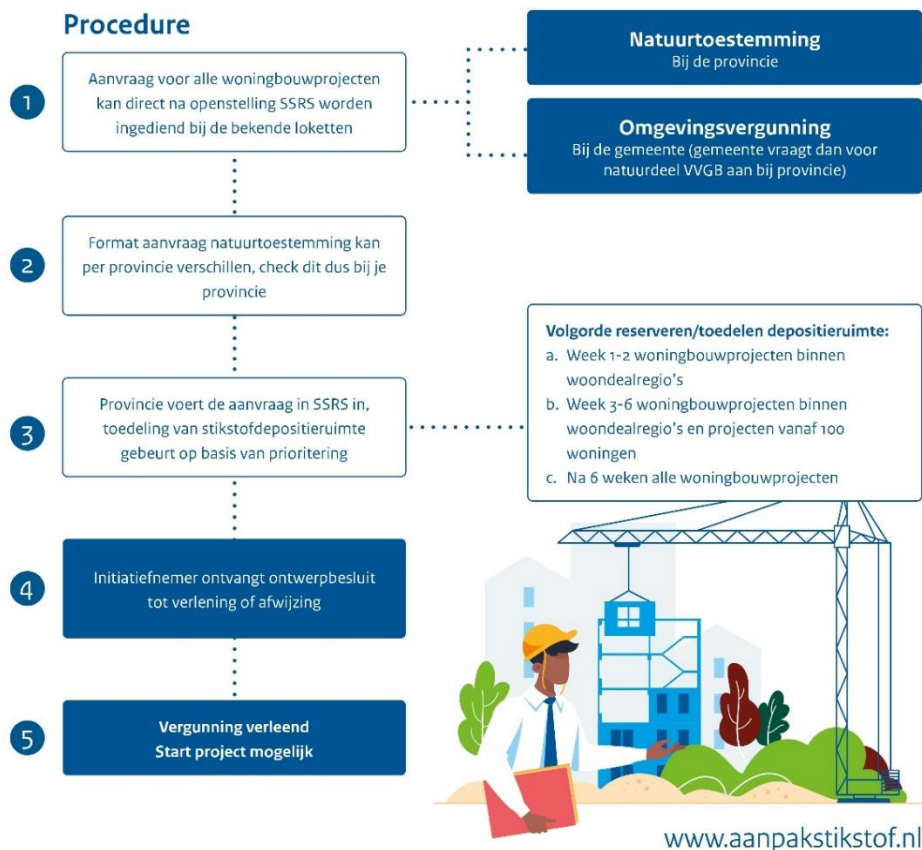 Procedure
1
Aanvraag voor alle woningbouwprojecten
kan direct na openstelling SSRS worden
ingediend bij de bekende loketten
Natuurtoestemming
Bij de provincie
Omgevingsvergunning
Bij de gemeente (gemeente vraagt dan voor
natuurdeel VVGB aan bij provincie)
2
Format aanvraag natuurtoestemming kan
per provincie verschillen, check dit dus bij je
provincie
3
Provincie voert de aanvraag in SSRS in,
toedeling van stikstofdepositieruimte
gebeurt op basis van prioritering
Volgorde reserveren/toedelen depositieruimte:
a. Week 1-2 woningbouwprojecten binnen
woondealregio's
b. Week 3-6 woningbouwprojecten binnen
woondealregio's en projecten vanaf 100
woningen
c. Na 6 weken alle woningbouwprojecten
4
Initiatiefnemer ontvangt ontwerpbesluit
tot verlening of afwijzing
5
Vergunning verleend
Start project mogelijk
www.aanpakstikstof.nl